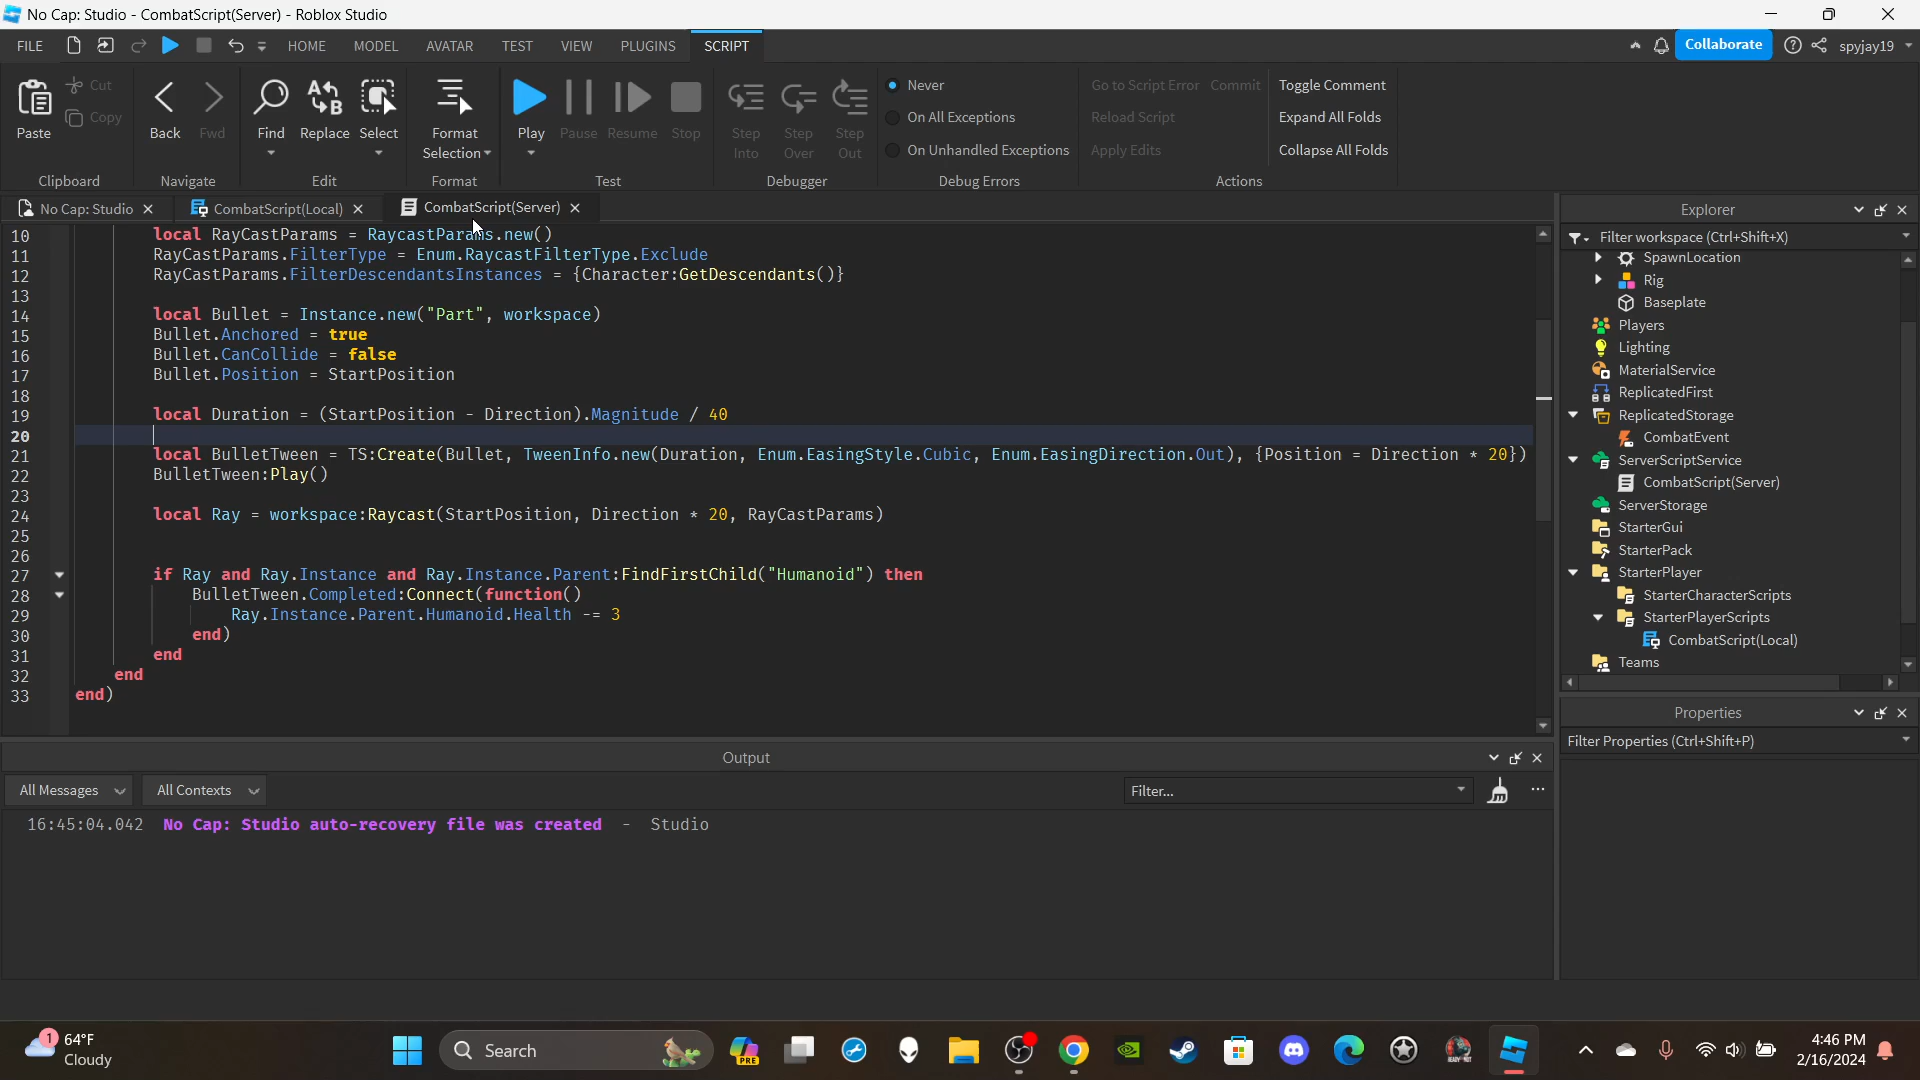 No Cap: Studio - CombatScript(Server) - Roblox Studio
FILE HOME MODEL AVATAR TEST VIEW PLUGINS SCRIPT Collaborate spyjay19
Paste Cut Copy Back Fwd Find Replace Select Format Selection Play Pause Resume Stop Step Into Step Over Step Out
Never
On All Exceptions
On Unhandled Exceptions
Go to Script Error Commit
Reload Script
Apply Edits
Toggle Comment
Expand All Folds
Collapse All Folds
Clipboard Navigate Edit Format Test Debugger Debug Errors Actions
No Cap: Studio CombatScript(Local) CombatScript(Server)
10 local RayCastParams = RaycastParams.new()
11 RayCastParams.FilterType = Enum.RaycastFilterType.Exclude
12 RayCastParams.FilterDescendantsInstances = {Character:GetDescendants()}
13
14 local Bullet = Instance.new("Part", workspace)
15 Bullet.Anchored = true
16 Bullet.CanCollide = false
17 Bullet.Position = StartPosition
18
19 local Duration = (StartPosition - Direction).Magnitude / 40
20
21 local BulletTween = TS:Create(Bullet, TweenInfo.new(Duration, Enum.EasingStyle.Cubic, Enum.EasingDirection.Out), {Position = Direction * 20})
22 BulletTween:Play()
23
24 local Ray = workspace:Raycast(StartPosition, Direction * 20, RayCastParams)
25
26
27 if Ray and Ray.Instance and Ray.Instance.Parent:FindFirstChild("Humanoid") then
28 BulletTween.Completed:Connect(function()
29 Ray.Instance.Parent.Humanoid.Health -= 3
30 end)
31 end
32 end
33 end)
Explorer
Filter workspace (Ctrl+Shift+X)
SpawnLocation
Rig
Baseplate
Players
Lighting
MaterialService
ReplicatedFirst
ReplicatedStorage
CombatEvent
ServerScriptService
CombatScript(Server)
ServerStorage
StarterGui
StarterPack
StarterPlayer
StarterCharacterScripts
StarterPlayerScripts
CombatScript(Local)
Teams
Properties
Filter Properties (Ctrl+Shift+P)
Output
All Messages All Contexts Filter...
16:45:04.042 No Cap: Studio auto-recovery file was created - Studio
1 64°F
Cloudy
Search
PRE
4:46 PM
2/16/2024